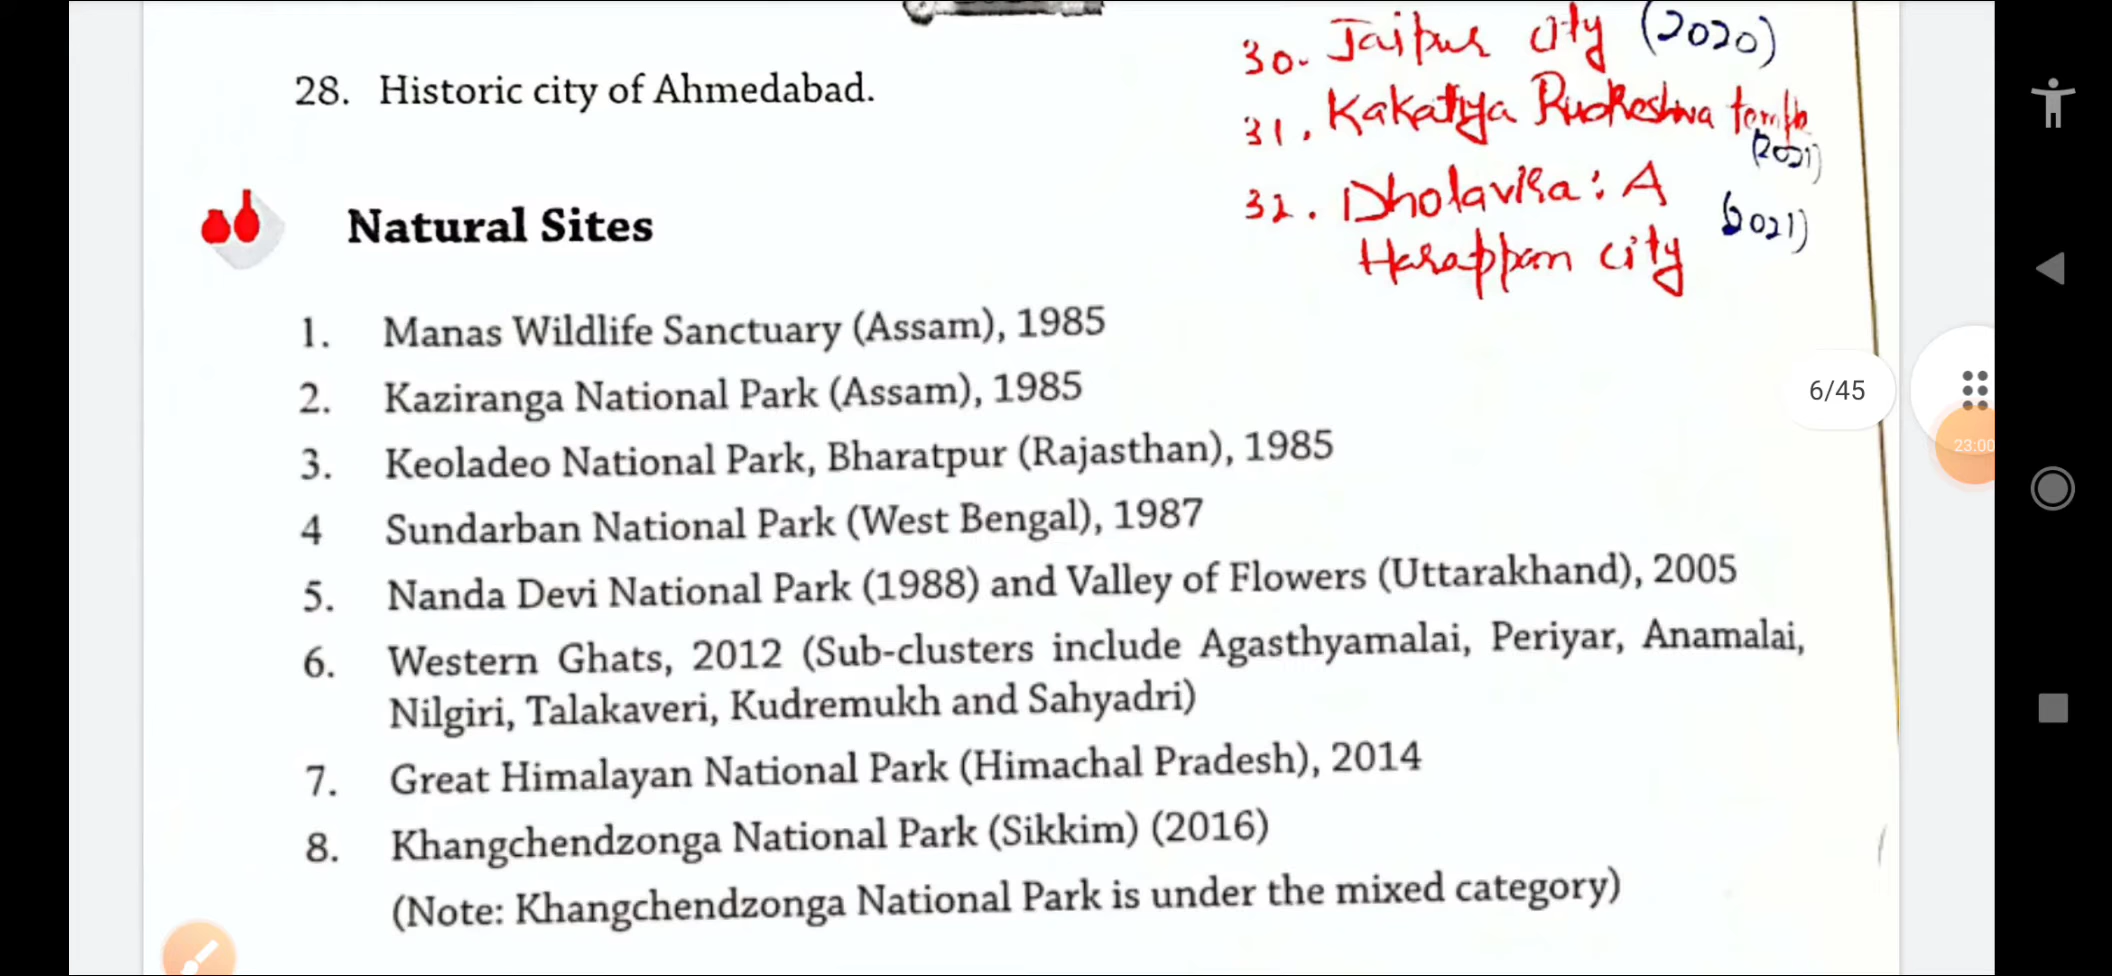 30. Jaipur city (2020)
28. Historic city of Ahmedabad.
31. Kakatiya Rudreshwa temple
(2021)
32. Dholavira: A
(2021)
Harappan city
Natural Sites
1. Manas Wildlife Sanctuary (Assam), 1985
2. Kaziranga National Park (Assam), 1985
6/45
3. Keoladeo National Park, Bharatpur (Rajasthan), 1985
23:00
4 Sundarban National Park (West Bengal), 1987
5. Nanda Devi National Park (1988) and Valley of Flowers (Uttarakhand), 2005
6. Western Ghats, 2012 (Sub-clusters include Agasthyamalai, Periyar, Anamalai,
Nilgiri, Talakaveri, Kudremukh and Sahyadri)
7. Great Himalayan National Park (Himachal Pradesh), 2014
8. Khangchendzonga National Park (Sikkim) (2016)
(Note: Khangchendzonga National Park is under the mixed category)